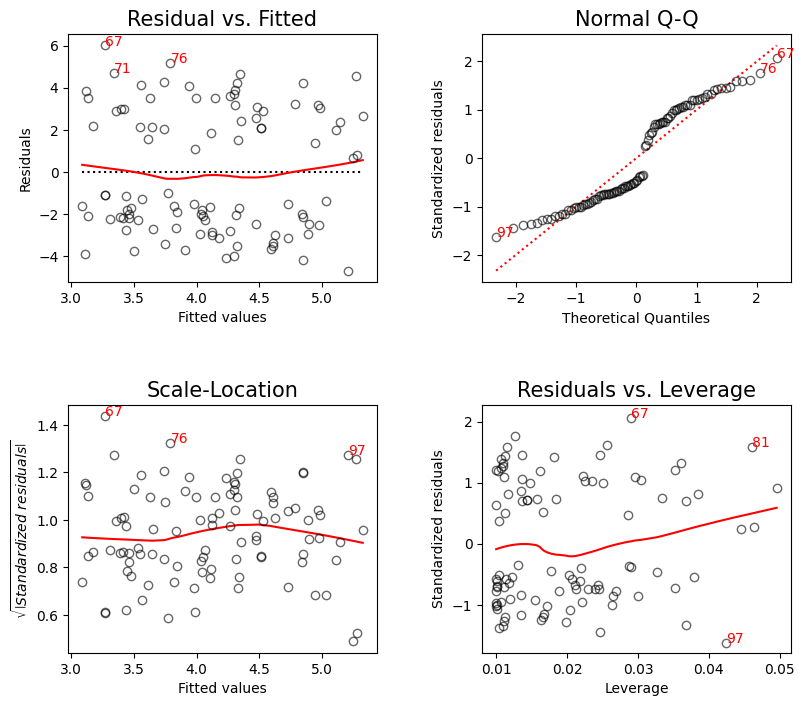 Residual vs. Fitted
Normal Q-Q
67
76
71
6
4
2
0
−2
−4
Residuals
3.0 3.5 4.0 4.5 5.0
Fitted values
67
76
97
2
1
0
−1
−2
Standardized residuals
−2 −1 0 1 2
Theoretical Quantiles
Scale-Location
Residuals vs. Leverage
67
76
97
1.4
1.2
1.0
0.8
0.6
√|Standardized residuals|
3.0 3.5 4.0 4.5 5.0
Fitted values
67
81
97
2
1
0
−1
Standardized residuals
0.01 0.02 0.03 0.04 0.05
Leverage